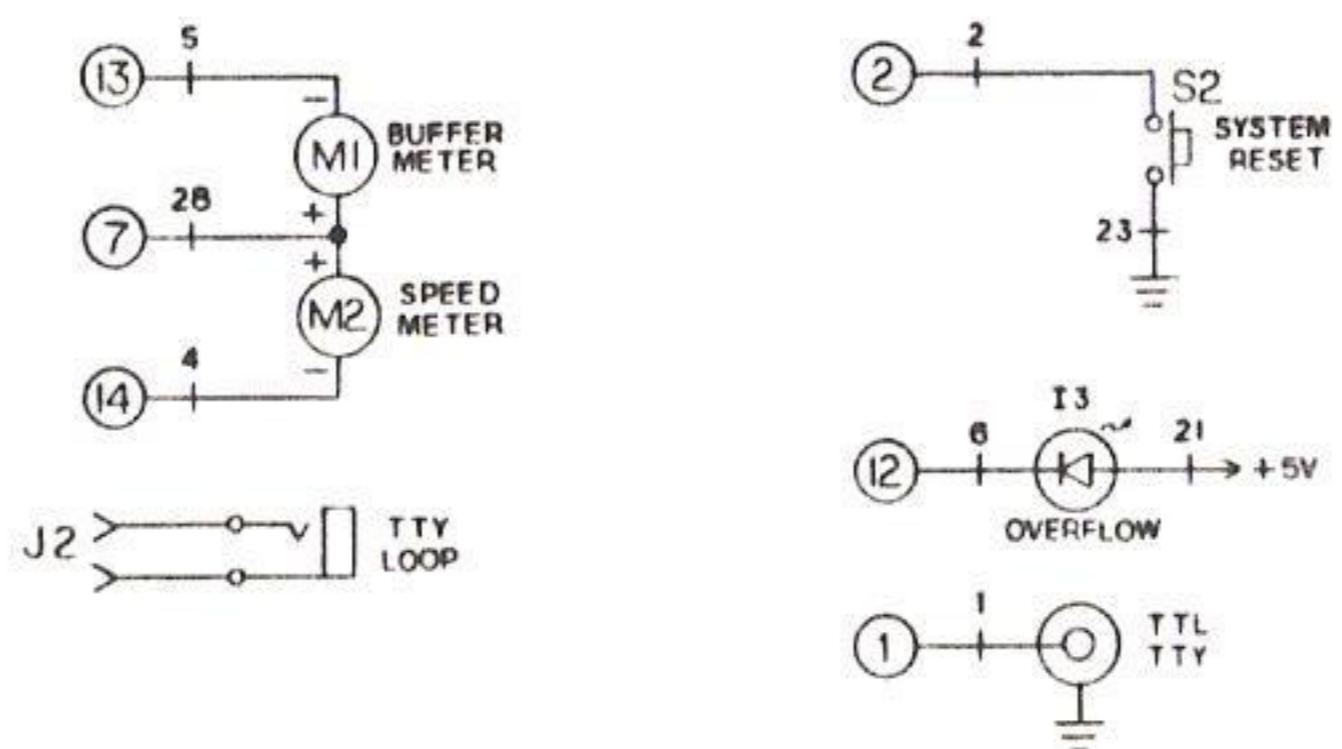 5
13
−
M1
BUFFER
METER
28
7
+
+
M2
SPEED
METER
4
14
−
J2
TTY
LOOP
2
2
S2
SYSTEM
RESET
23
I3
6
21
12
+5V
OVERFLOW
1
1
TTL
TTY